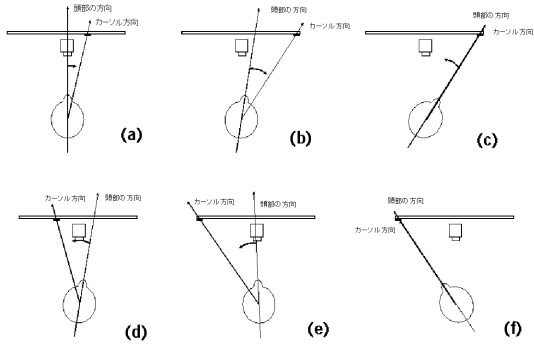 頭部の方向
カーソル方向
(a)
頭部の方向
カーソル方向
(b)
頭部の方向
カーソル方向
(c)
カーソル方向
頭部の方向
(d)
カーソル方向
頭部の方向
(e)
頭部の方向
カーソル方向
(f)